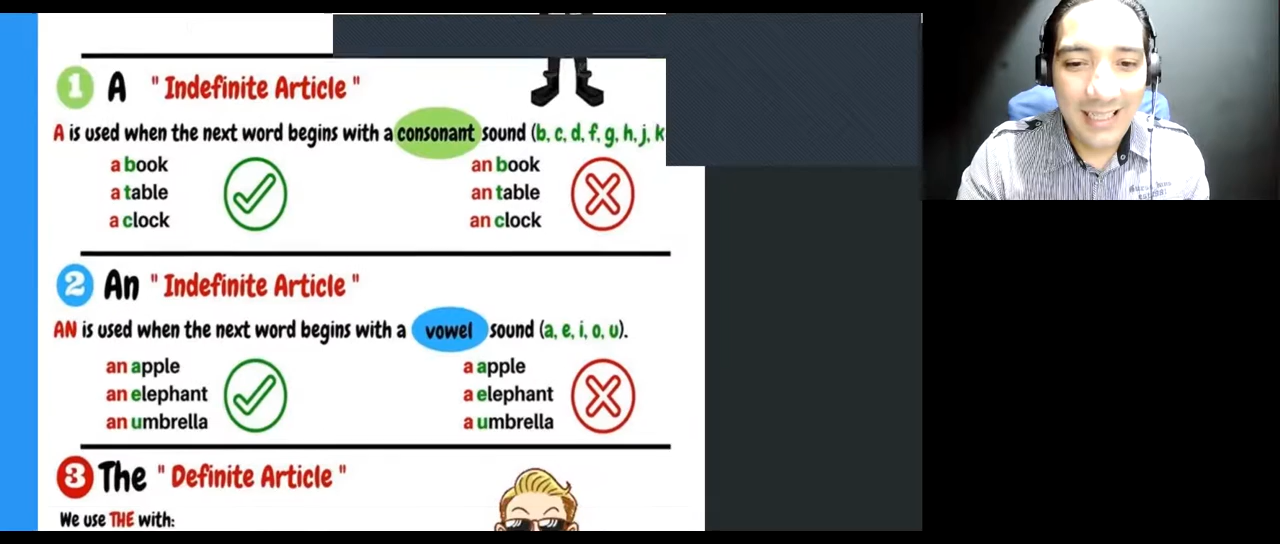 1 A " Indefinite Article "
A is used when the next word begins with a consonant sound (b, c, d, f, g, h, j, k
a book
a table
a clock
an book
an table
an clock
2 An " Indefinite Article "
AN is used when the next word begins with a vowel sound (a, e, i, o, u).
an apple
an elephant
an umbrella
a apple
a elephant
a umbrella
3 The " Definite Article "
We use THE with: